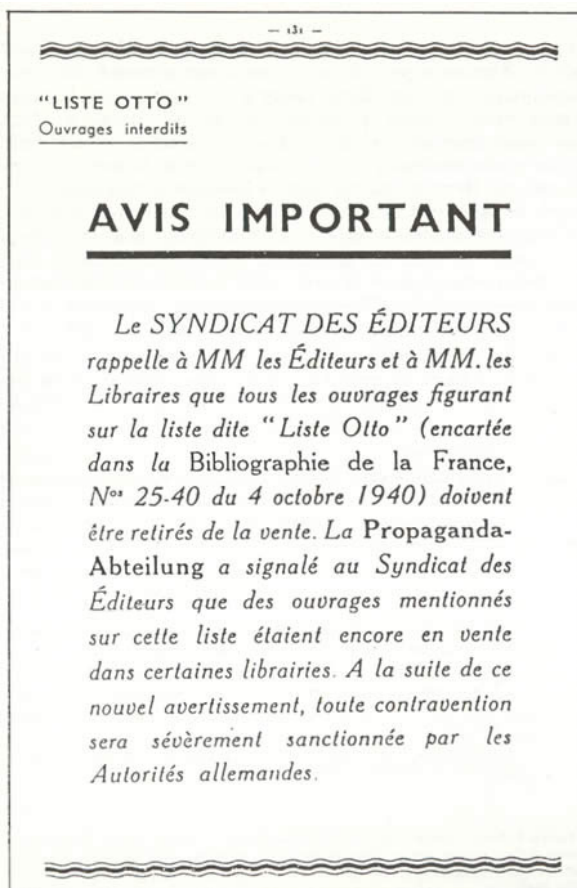 — 131 —
"LISTE OTTO"
Ouvrages interdits
AVIS IMPORTANT
Le SYNDICAT DES ÉDITEURS
rappelle à MM les Éditeurs et à MM. les
Libraires que tous les ouvrages figurant
sur la liste dite "Liste Otto" (encartée
dans la Bibliographie de la France,
Nos 25-40 du 4 octobre 1940) doivent
être retirés de la vente. La Propaganda-
Abteilung a signalé au Syndicat des
Éditeurs que des ouvrages mentionnés
sur cette liste étaient encore en vente
dans certaines librairies. A la suite de ce
nouvel avertissement, toute contravention
sera sévèrement sanctionnée par les
Autorités allemandes.